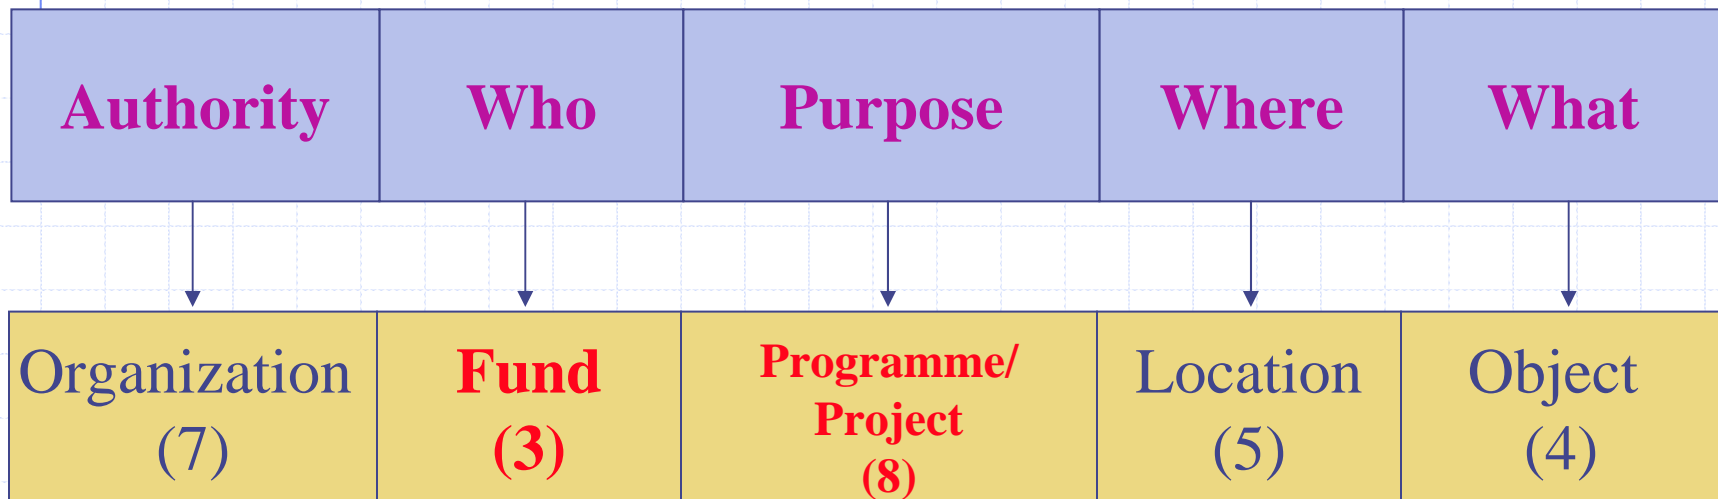 Authority Who Purpose Where What
Organization Fund Programme/ Location Object
Project
(7) (3) (8) (5) (4)